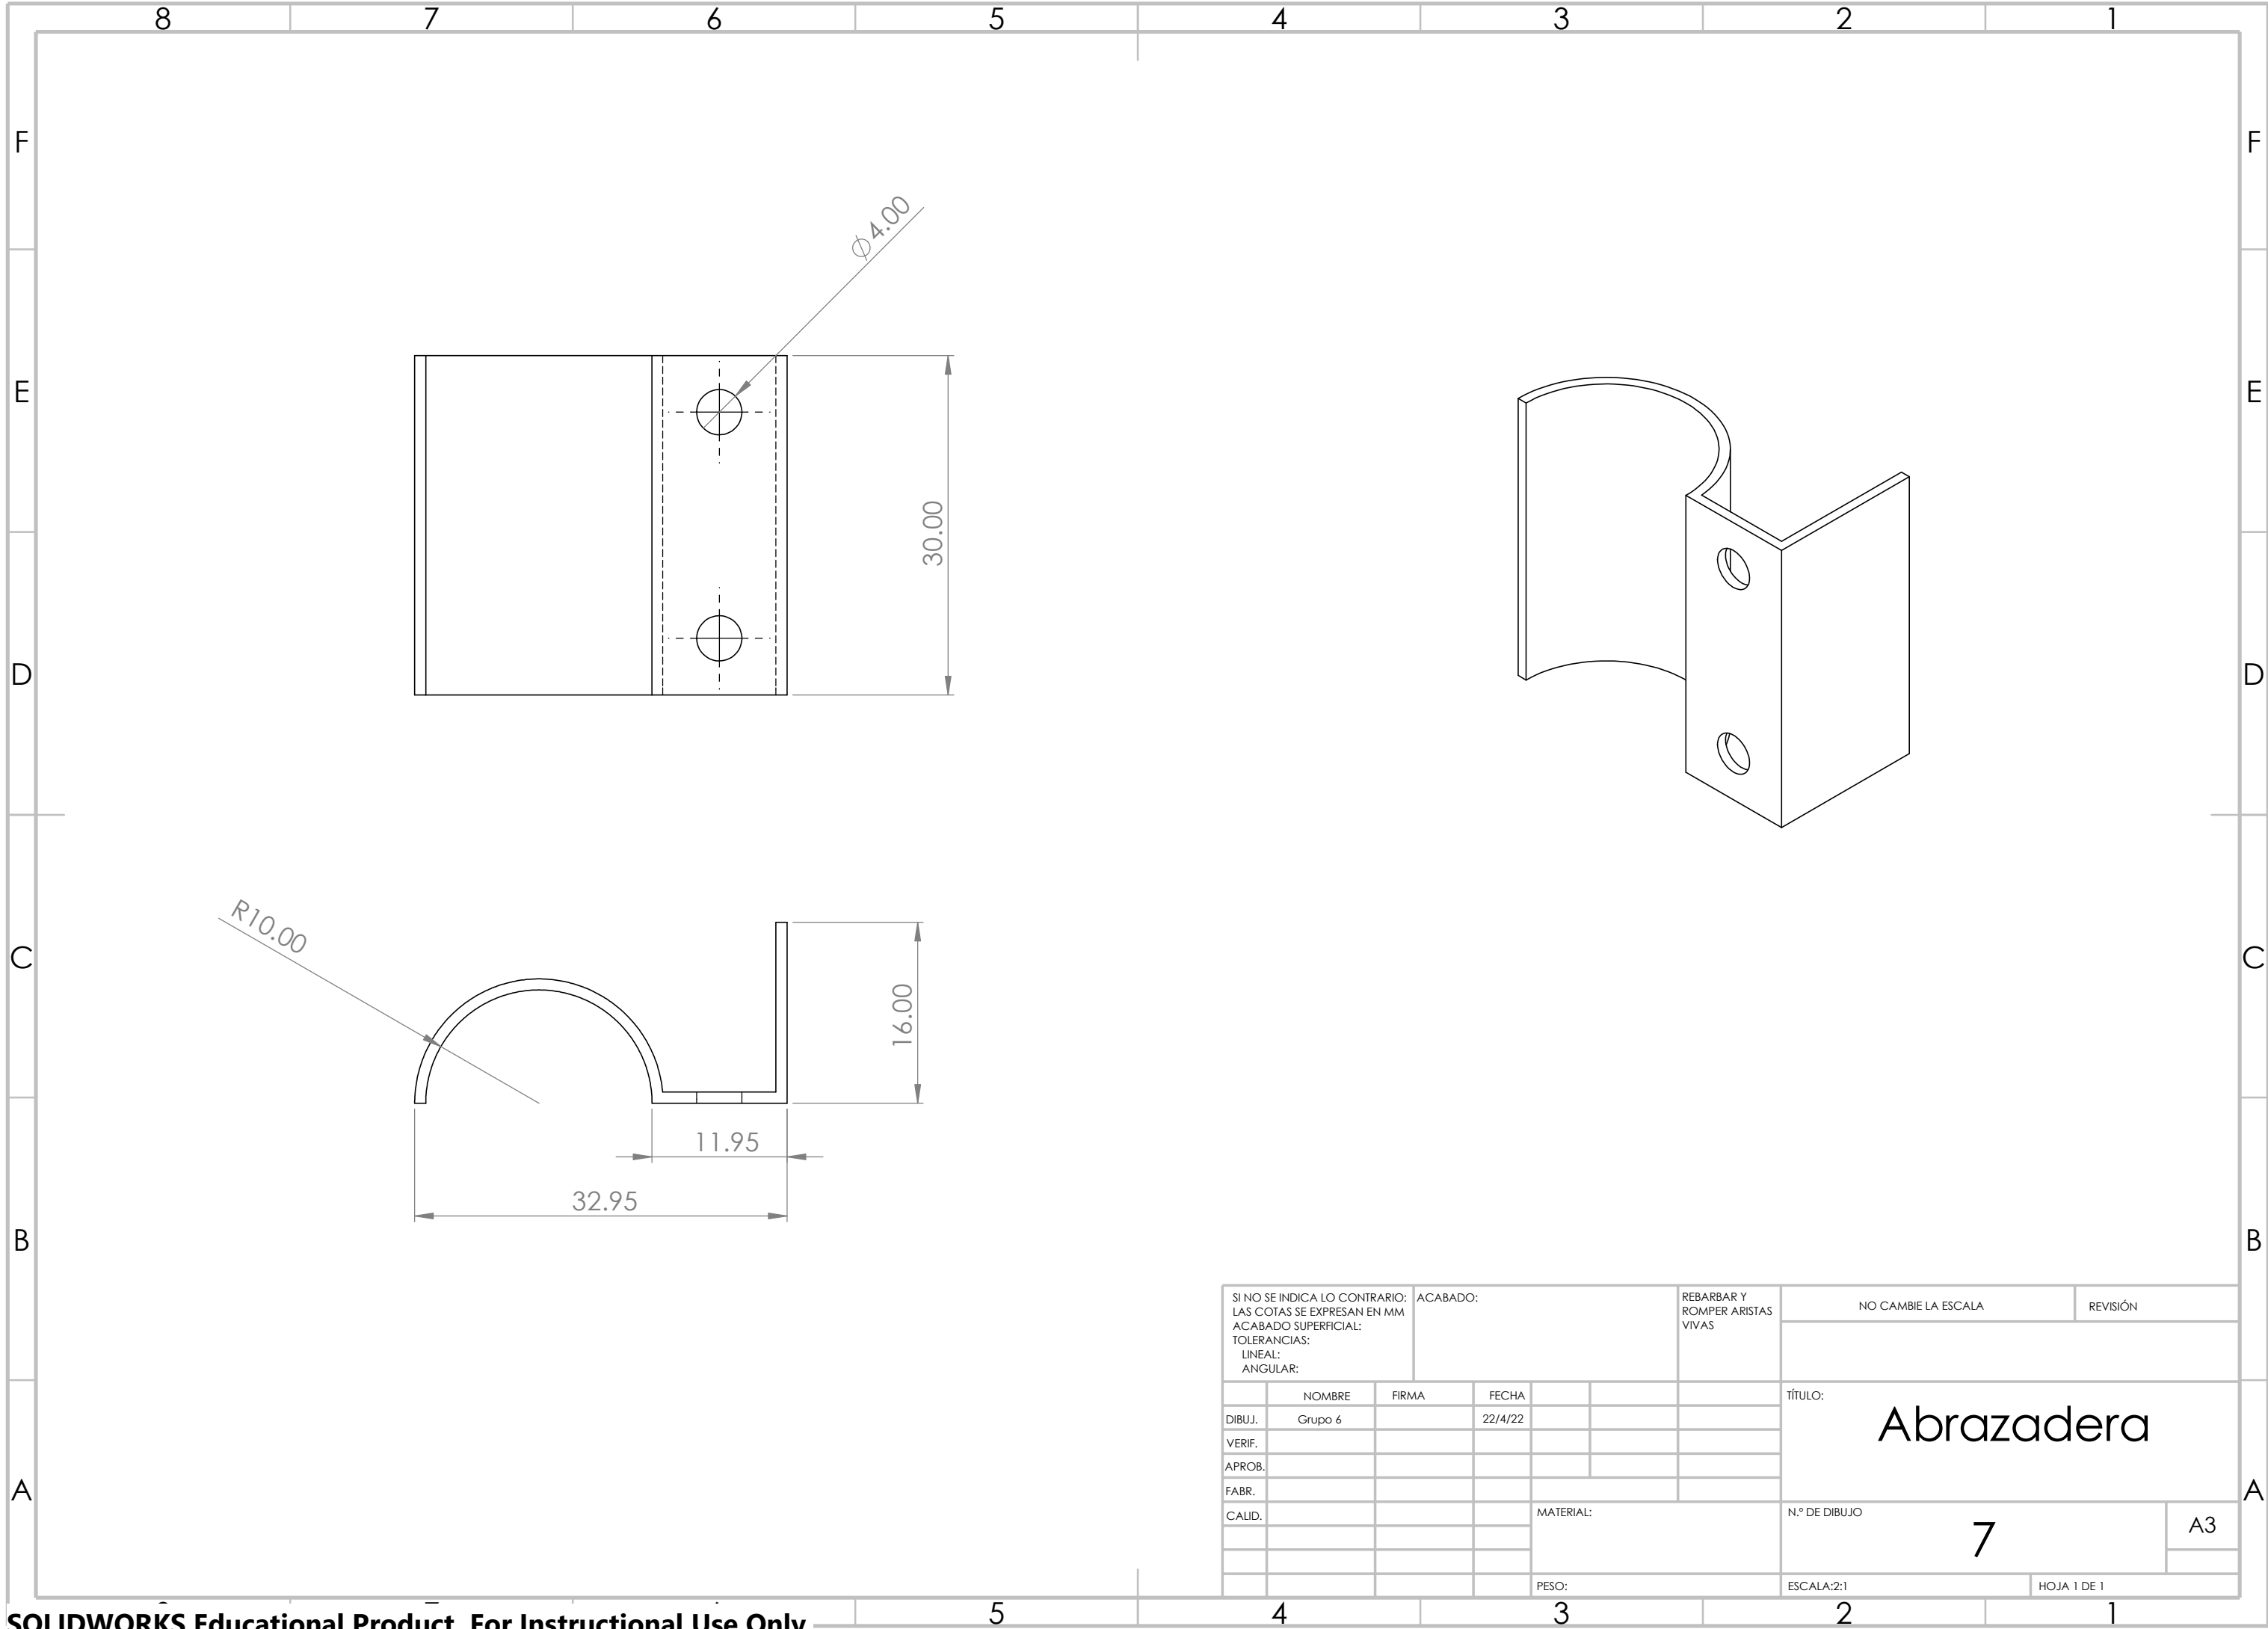 8 7 6 5 4 3 2 1
F F
E E
D D
C C
B B
A A
⌀4.00
30.00
R10.00
16.00
11.95
32.95
SI NO SE INDICA LO CONTRARIO:
LAS COTAS SE EXPRESAN EN MM
ACABADO SUPERFICIAL:
TOLERANCIAS:
LINEAL:
ANGULAR:
ACABADO:
REBARBAR Y
ROMPER ARISTAS
VIVAS
NO CAMBIE LA ESCALA
REVISIÓN
NOMBRE FIRMA FECHA
DIBUJ. Grupo 6 22/4/22
VERIF.
APROB.
FABR.
CALID.
TÍTULO:
Abrazadera
MATERIAL:
N.º DE DIBUJO
7
A3
PESO:
ESCALA:2:1
HOJA 1 DE 1
5 4 3 2 1
SOLIDWORKS Educational Product. For Instructional Use Only.